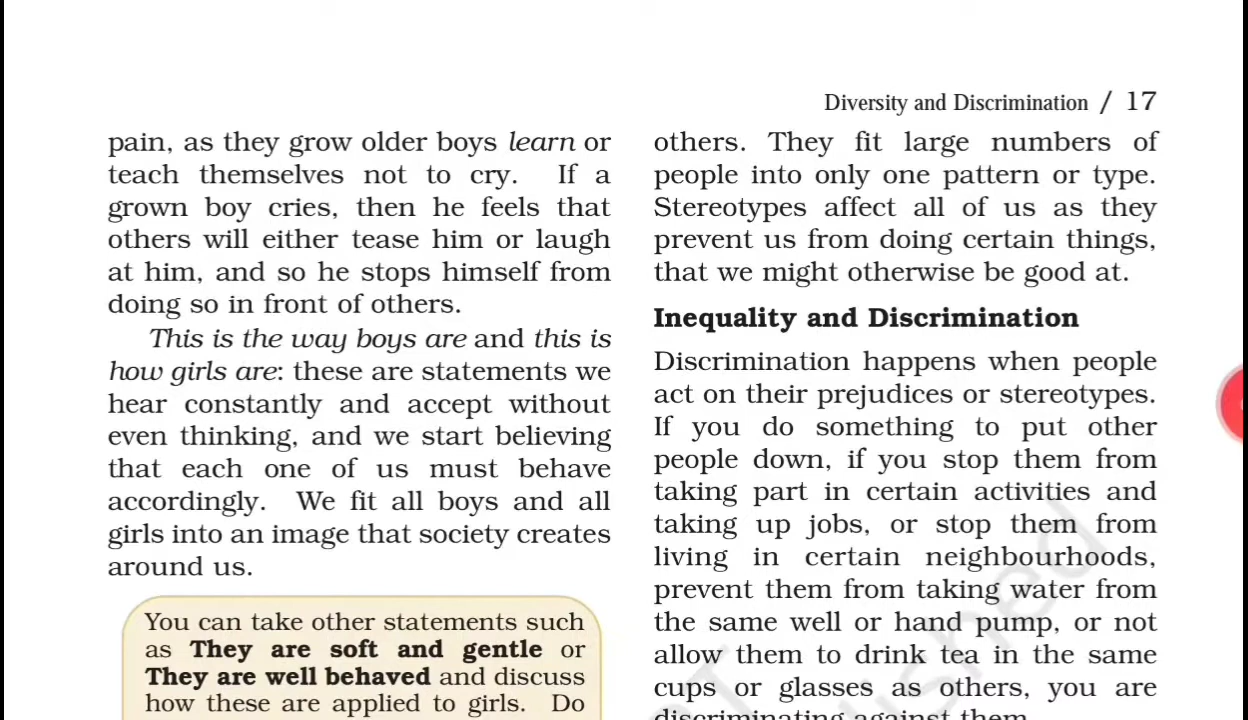 Diversity and Discrimination / 17
pain, as they grow older boys learn or
teach themselves not to cry. If a
grown boy cries, then he feels that
others will either tease him or laugh
at him, and so he stops himself from
doing so in front of others.
This is the way boys are and this is
how girls are: these are statements we
hear constantly and accept without
even thinking, and we start believing
that each one of us must behave
accordingly. We fit all boys and all
girls into an image that society creates
around us.
You can take other statements such
as They are soft and gentle or
They are well behaved and discuss
how these are applied to girls. Do
others. They fit large numbers of
people into only one pattern or type.
Stereotypes affect all of us as they
prevent us from doing certain things,
that we might otherwise be good at.
Inequality and Discrimination
Discrimination happens when people
act on their prejudices or stereotypes.
If you do something to put other
people down, if you stop them from
taking part in certain activities and
taking up jobs, or stop them from
living in certain neighbourhoods,
prevent them from taking water from
the same well or hand pump, or not
allow them to drink tea in the same
cups or glasses as others, you are
discriminating against them